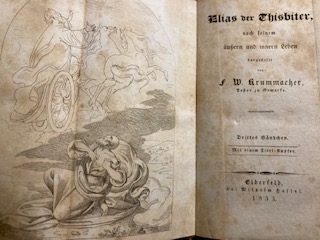 Elias der Thisbiter,
nach seinem
äußern und innern Leben
dargestellt
von
F. W. Krummacher,
Pastor zu Gemarke.
Drittes Bändchen.
Mit einem Titel-Kupfer.
Elberfeld,
bei Wilhelm Hassel
1833.